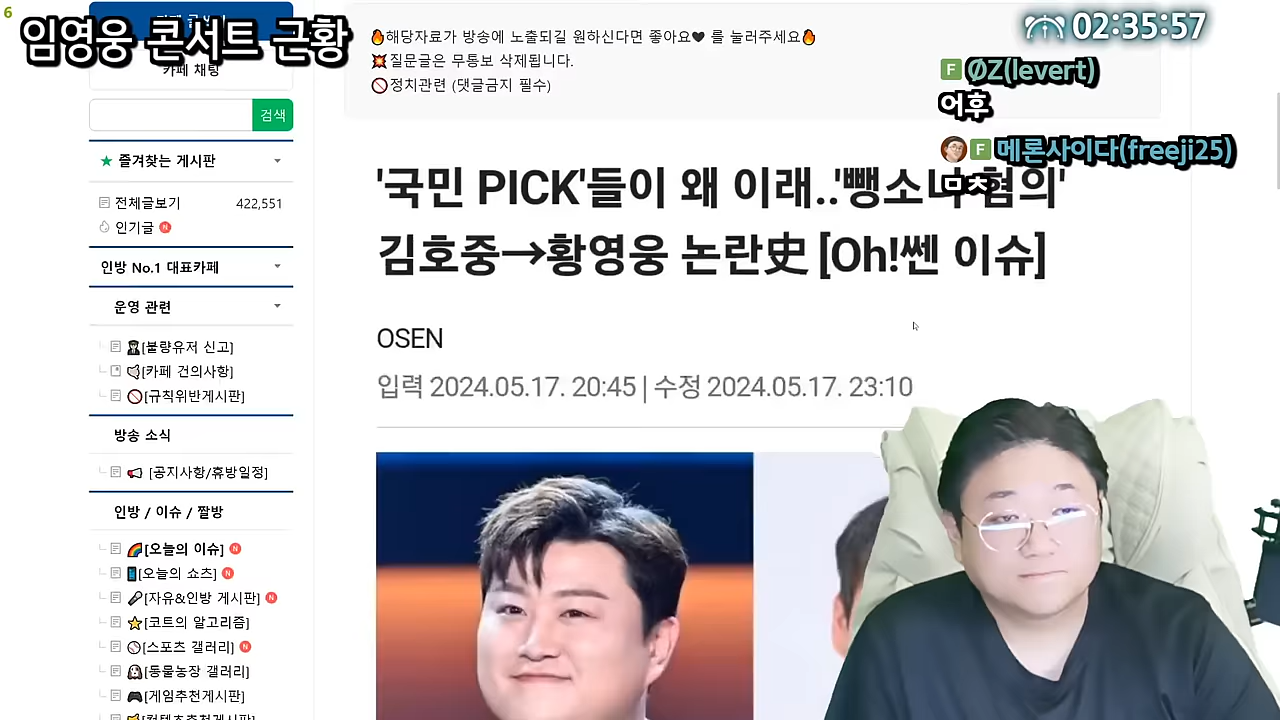 6
임영웅 콘서트 근황
카페 채팅
검색
즐겨찾는 게시판
전체글보기 422,551
인기글 N
인방 No.1 대표카페
운영 관련
[불량유저 신고]
[카페 건의사항]
[규칙위반게시판]
방송 소식
[공지사항/휴방일정]
인방 / 이슈 / 짤방
[오늘의 이슈] N
[오늘의 쇼츠] N
[자유&인방 게시판] N
[코트의 알고리즘]
[스포츠 갤러리] N
[동물농장 갤러리]
[게임추천게시판]
[컨텐츠추천게시판]
🔥해당자료가 방송에 노출되길 원하신다면 좋아요♥ 를 눌러주세요🔥
💥질문글은 무통보 삭제됩니다.
🚫정치관련 (댓글금지 필수)
'국민 PICK'들이 왜 이래..'뺑소니 혐의'
김호중→황영웅 논란史 [Oh!쎈 이슈]
OSEN
입력 2024.05.17. 20:45 | 수정 2024.05.17. 23:10
02:35:57
F ØZ(levert)
어후
F 메론사이다(freeji25)
ㅁㅊ